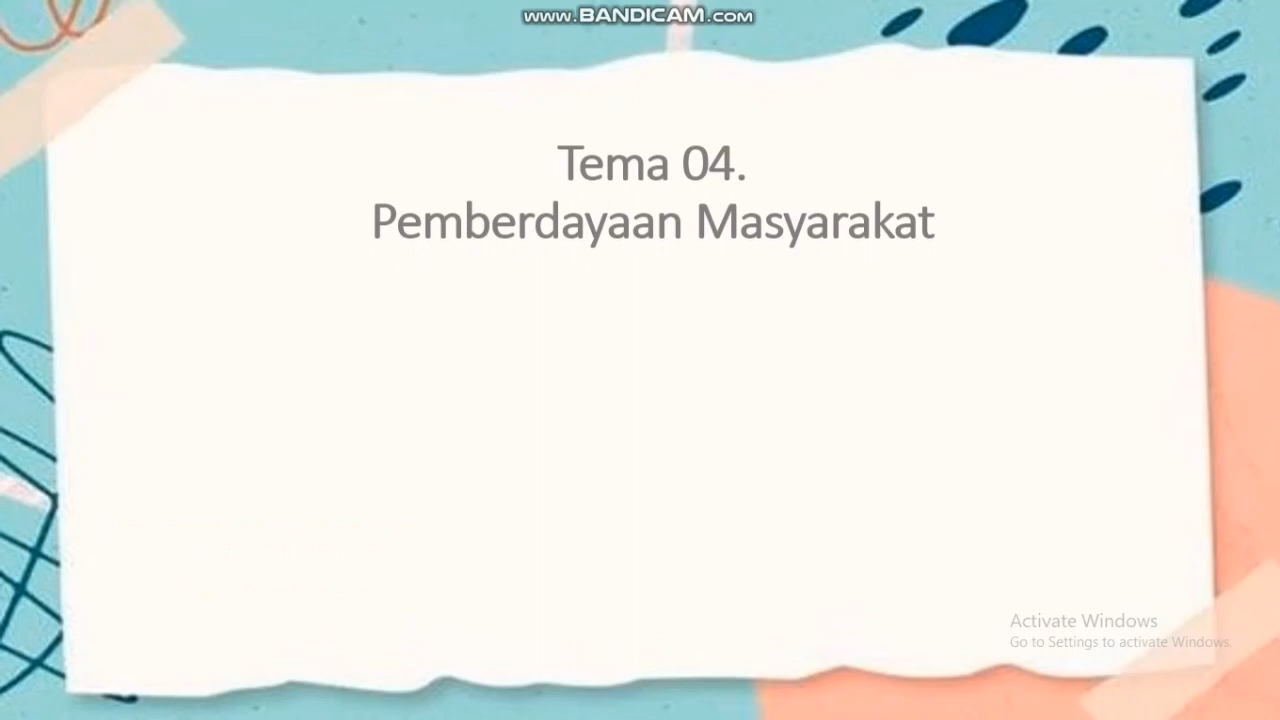 www.BANDICAM.com
Tema 04.
Pemberdayaan Masyarakat
Activate Windows
Go to Settings to activate Windows.